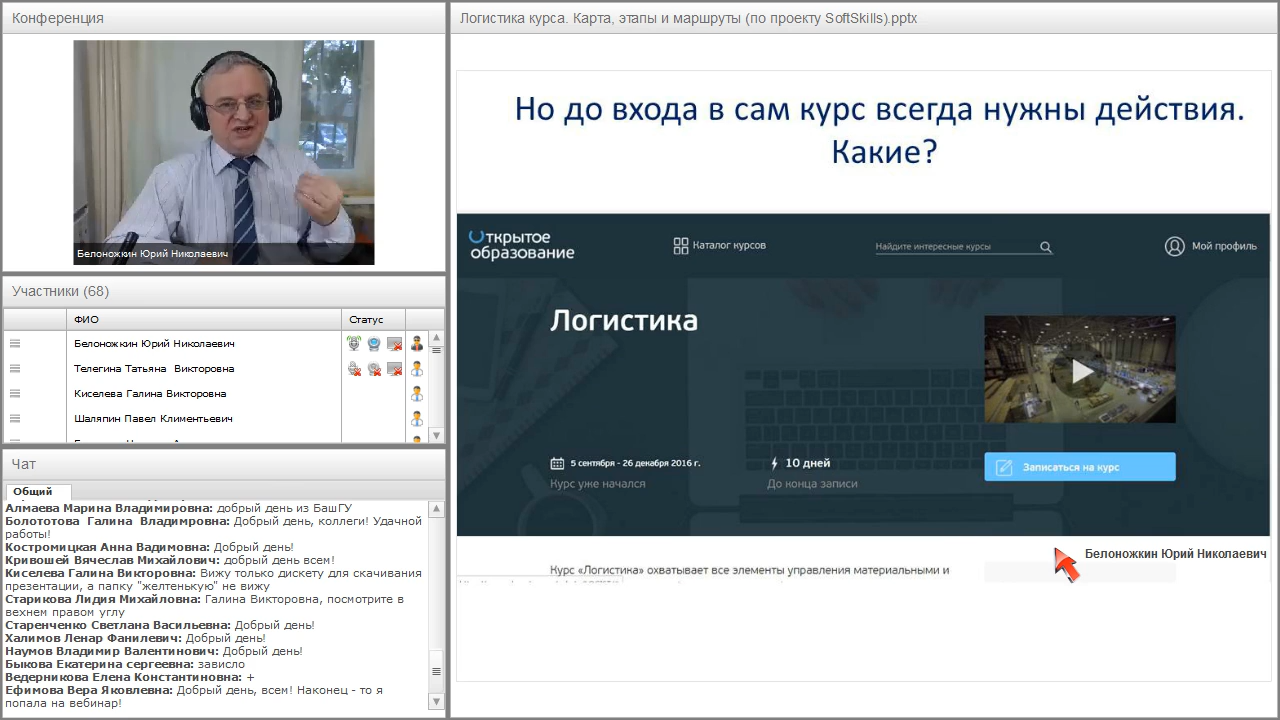 Конференция
Белоножкин Юрий Николаевич
Участники (68)
ФИО
Статус
Белоножкин Юрий Николаевич
Телегина Татьяна Викторовна
Киселева Галина Викторовна
Шаляпин Павел Климентьевич
Чат
Общий
Алмаева Марина Владимировна: добрый день из БашГУ
Болототова Галина Владимровна: Добрый день, коллеги! Удачной
работы!
Костромицкая Анна Вадимовна: Добрый день!
Кривошей Вячеслав Михайлович: добрый день всем!
Киселева Галина Викторовна: Вижу только дискету для скачивания
презентации, а папку "желтенькую" не вижу
Старикова Лидия Михайловна: Галина Викторовна, посмотрите в
вехнем правом углу
Старенченко Светлана Васильевна: Добрый день!
Халимов Ленар Фанилевич: Добрый день!
Наумов Владимир Валентинович: Добрый день!
Быкова Екатерина сергеевна: зависло
Ведерникова Елена Константиновна: +
Ефимова Вера Яковлевна: Добрый день, всем! Наконец - то я
попала на вебинар!
Логистика курса. Карта, этапы и маршруты (по проекту SoftSkills).pptx
Но до входа в сам курс всегда нужны действия.
Какие?
Открытое
образование
Каталог курсов
Найдите интересные курсы
Мой профиль
Логистика
5 сентября - 26 декабря 2016 г.
Курс уже начался
10 дней
До конца записи
Записаться на курс
Белоножкин Юрий Николаевич
Курс «Логистика» охватывает все элементы управления материальными и